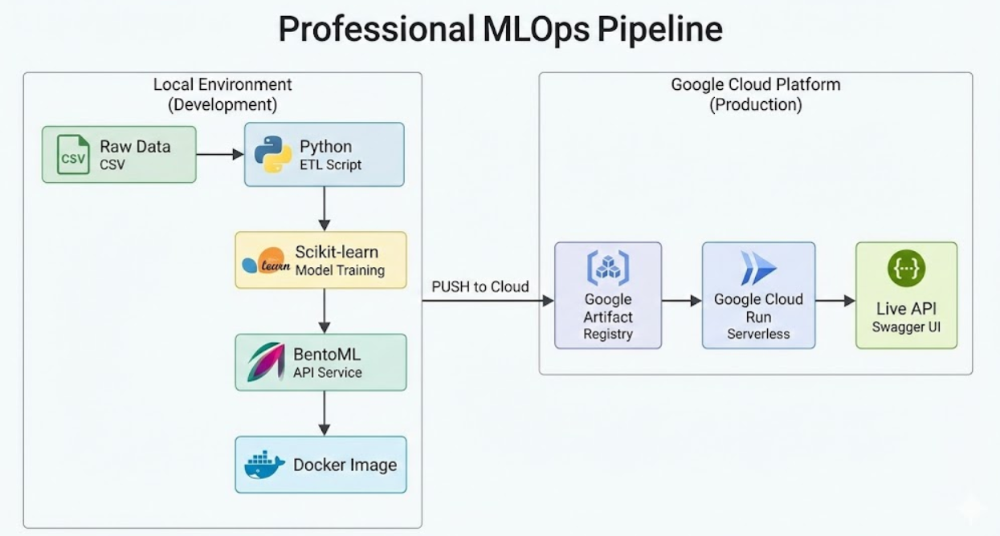 Professional MLOps Pipeline
Local Environment
(Development)
CSV
Raw Data
CSV
Python
ETL Script
learn
Scikit-learn
Model Training
BentoML
API Service
Docker Image
PUSH to Cloud
Google Cloud Platform
(Production)
Google
Artifact
Registry
Google Cloud
Run
Serverless
{···}
Live API
Swagger UI